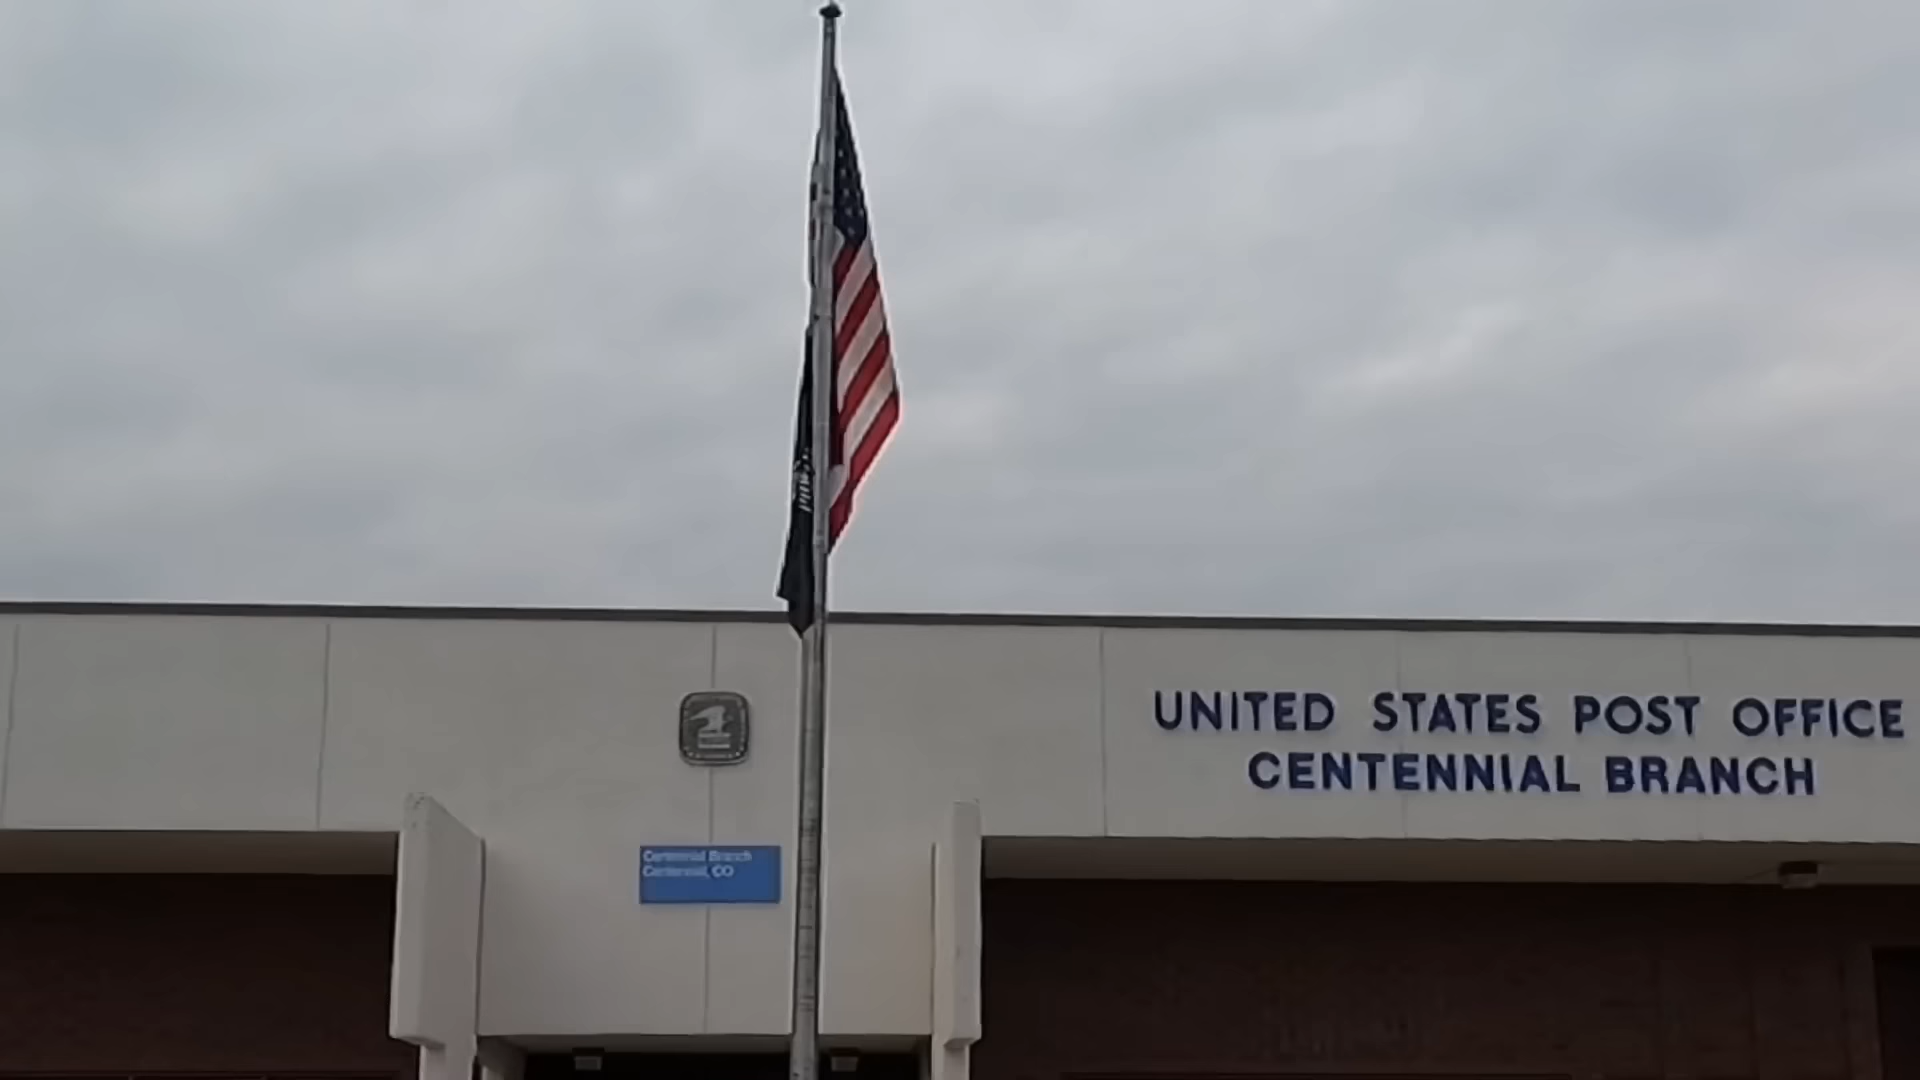 UNITED STATES POST OFFICE
CENTENNIAL BRANCH
Centennial Branch
Centennial, CO